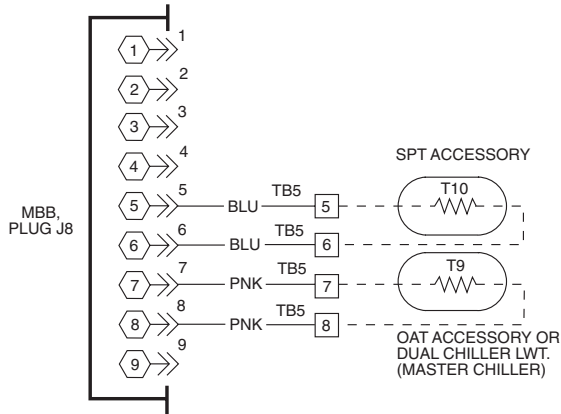 1 1
2 2
3 3
4 4
SPT ACCESSORY
T10
MBB,
PLUG J8
5 5 BLU TB5 5
6 6 BLU TB5 6
T9
7 7 PNK TB5 7
8 8 PNK TB5 8
OAT ACCESSORY OR
DUAL CHILLER LWT.
(MASTER CHILLER)
9 9